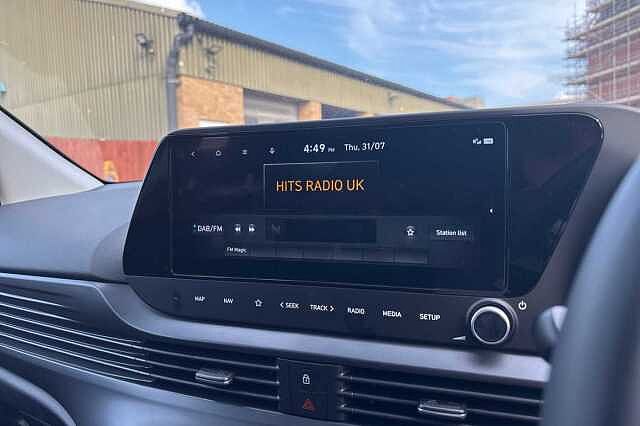 4:49 PM Thu, 31/07
HITS RADIO UK
DAB/FM
Station list
FM Magic
MAP NAV < SEEK TRACK > RADIO MEDIA SETUP